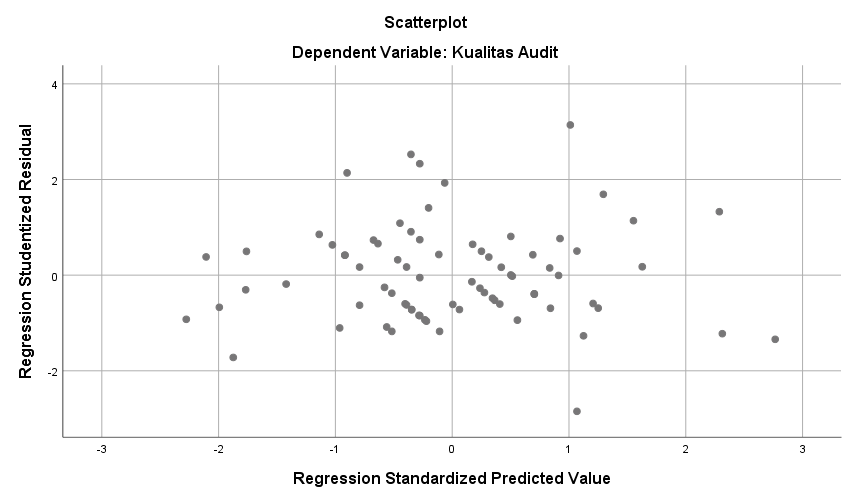 Scatterplot
Dependent Variable: Kualitas Audit
Regression Studentized Residual
4
2
0
-2
-3 -2 -1 0 1 2 3
Regression Standardized Predicted Value